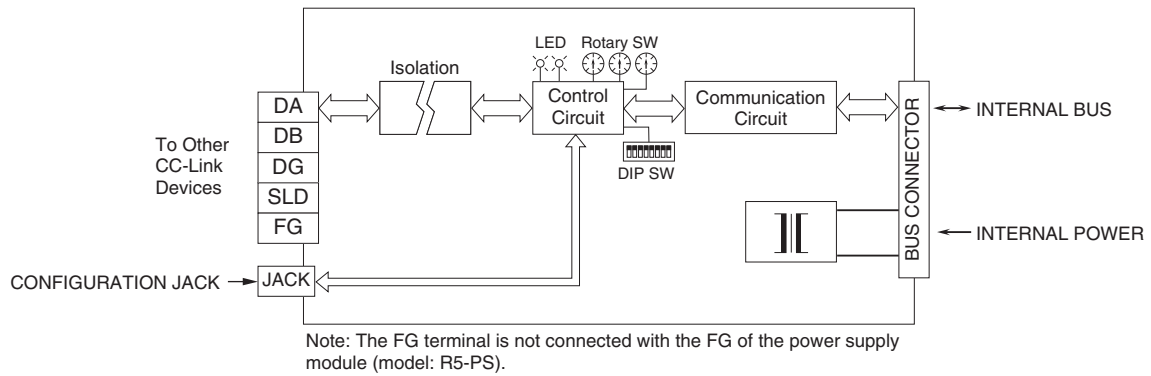 LED Rotary SW
Isolation
Control
Circuit
Communication
Circuit
DIP SW
To Other
CC-Link
Devices
DA
DB
DG
SLD
FG
CONFIGURATION JACK
JACK
BUS CONNECTOR
INTERNAL BUS
INTERNAL POWER
Note: The FG terminal is not connected with the FG of the power supply
module (model: R5-PS).